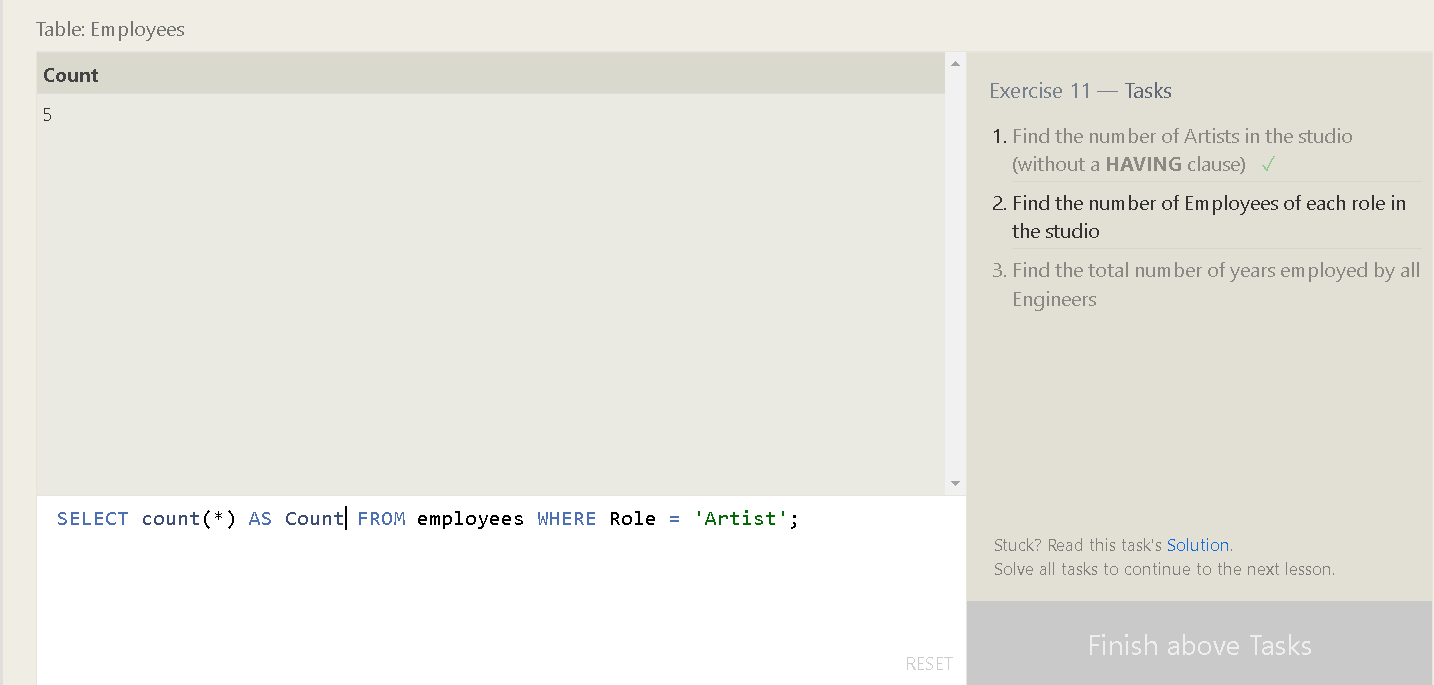 Table: Employees
Count
5
SELECT count(*) AS Count FROM employees WHERE Role = 'Artist';
RESET
Exercise 11 — Tasks
1. Find the number of Artists in the studio
(without a HAVING clause) ✓
2. Find the number of Employees of each role in
the studio
3. Find the total number of years employed by all
Engineers
Stuck? Read this task's Solution.
Solve all tasks to continue to the next lesson.
Finish above Tasks